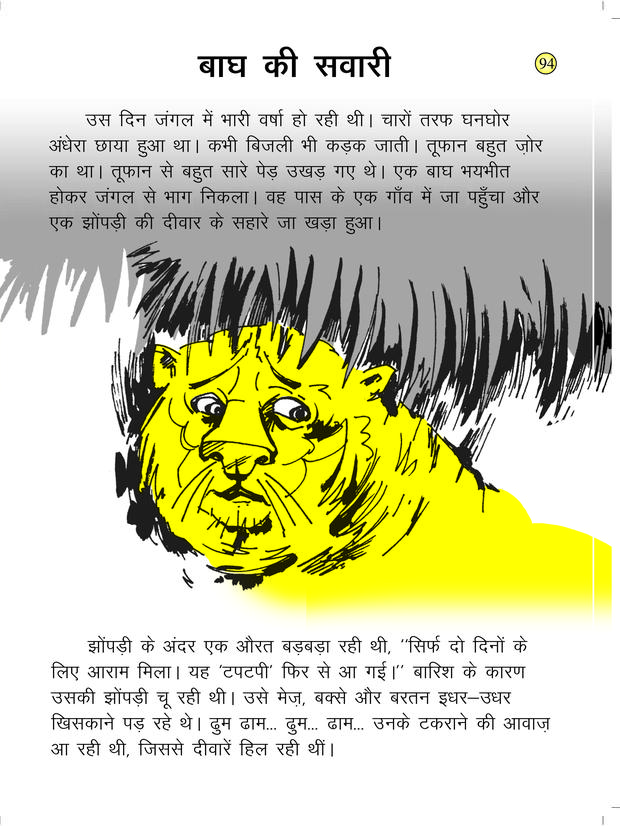 बाघ की सवारी
94
उस दिन जंगल में भारी वर्षा हो रही थी। चारों तरफ घनघोर
अंधेरा छाया हुआ था। कभी बिजली भी कड़क जाती। तूफान बहुत ज़ोर
का था। तूफान से बहुत सारे पेड़ उखड़ गए थे। एक बाघ भयभीत
होकर जंगल से भाग निकला। वह पास के एक गाँव में जा पहुँचा और
एक झोंपड़ी की दीवार के सहारे जा खड़ा हुआ।
झोंपड़ी के अंदर एक औरत बड़बड़ा रही थी, ''सिर्फ दो दिनों के
लिए आराम मिला। यह 'टपटपी' फिर से आ गई।'' बारिश के कारण
उसकी झोंपड़ी चू रही थी। उसे मेज़, बक्से और बरतन इधर–उधर
खिसकाने पड़ रहे थे। ढुम ढाम... ढुम... ढाम... उनके टकराने की आवाज़
आ रही थी, जिससे दीवारें हिल रही थीं।